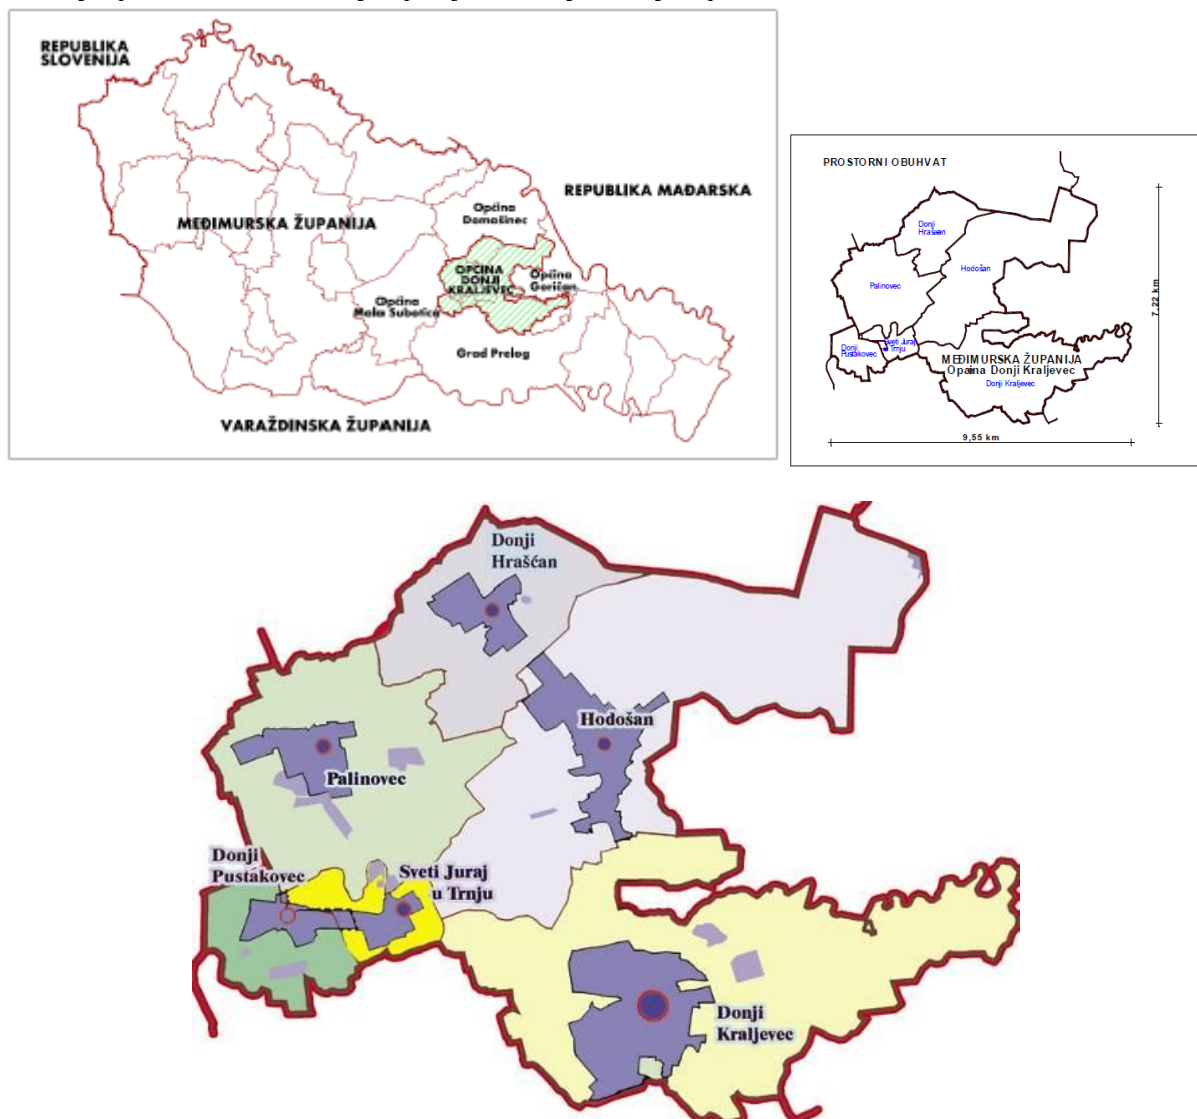 REPUBLIKA
SLOVENIJA
REPUBLIKA MAĐARSKA
Općina
Domašinec
MEĐIMURSKA ŽUPANIJA
OPĆINA
DONJI
KRALJEVEC
Općina
Goričan
Općina
Mala Subotica
Grad Prelog
VARAŽDINSKA ŽUPANIJA
PROSTORNI OBUHVAT
Donji
Hrašćan
Hodošan
Palinovec
7,22 km
Donji
Pustakovec
Sveti Juraj
u Trnju
MEĐIMURSKA ŽUPANIJA
Općina Donji Kraljevec
Donji Kraljevec
9,55 km
Donji
Hrašćan
Hodošan
Palinovec
Donji
Pustakovec
Sveti Juraj
u Trnju
Donji
Kraljevec